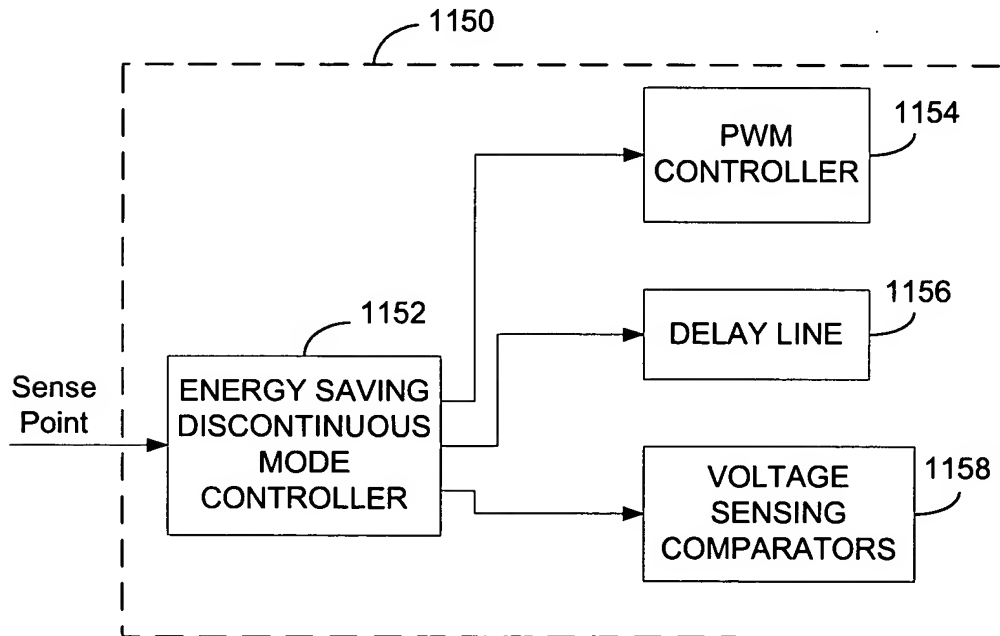 1150
PWM
CONTROLLER
1154
1152
DELAY LINE
1156
Sense
Point
ENERGY SAVING
DISCONTINUOUS
MODE
CONTROLLER
VOLTAGE
SENSING
COMPARATORS
1158